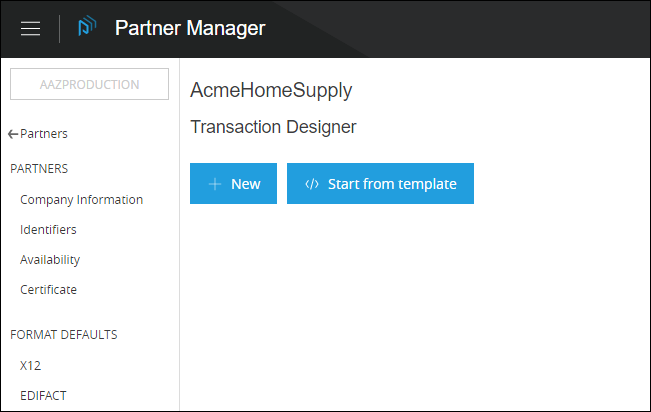 Partner Manager
AAZPRODUCTION
Partners
PARTNERS
Company Information
Identifiers
Availability
Certificate
FORMAT DEFAULTS
X12
EDIFACT
AcmeHomeSupply
Transaction Designer
New
Start from template